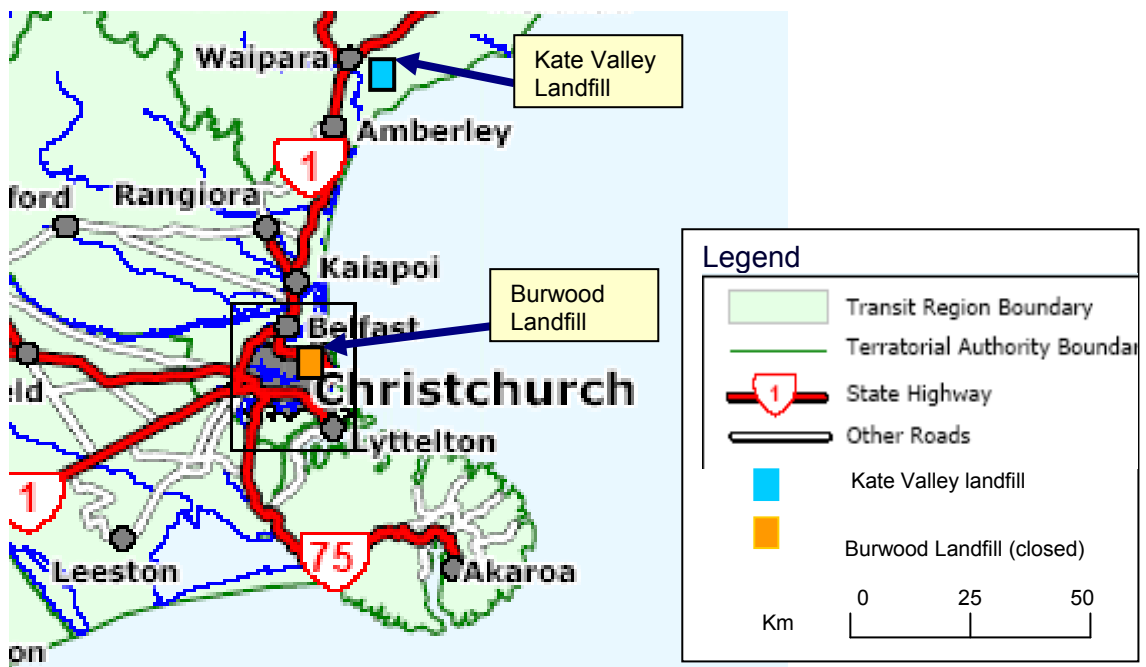 Waipara
Kate Valley
Landfill
Amberley
1
ford
Rangiora
Kaiapoi
Burwood
Landfill
Belfast
Christchurch
eld
Lyttelton
1
75
Leeston
Akaroa
on
Legend
Transit Region Boundary
Terratorial Authority Boundar
1 State Highway
Other Roads
Kate Valley landfill
Burwood Landfill (closed)
0 25 50
Km